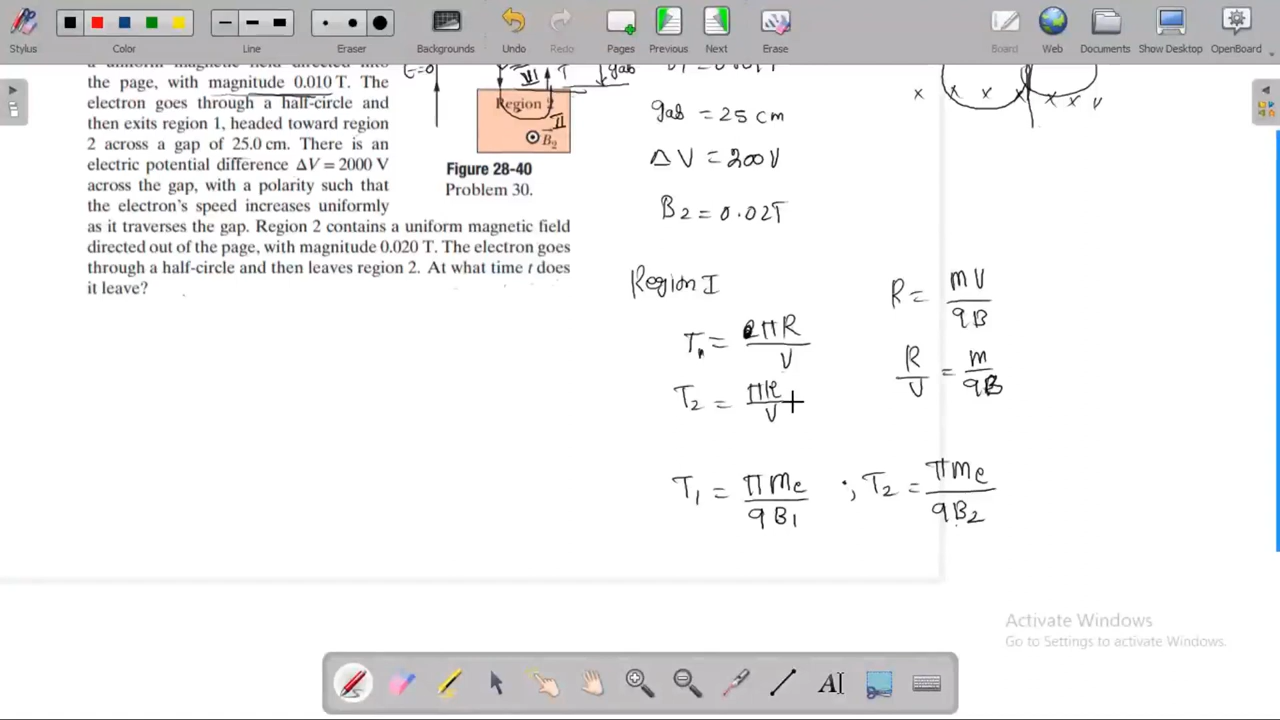 Stylus
Color
Line
Eraser
Backgrounds
Undo
Redo
Pages
Previous
Next
Erase
Board
Web
Documents
Show Desktop
OpenBoard
the page, with magnitude 0.010 T. The
electron goes through a half-circle and
then exits region 1, headed toward region
2 across a gap of 25.0 cm. There is an
electric potential difference ΔV = 2000 V
across the gap, with a polarity such that
the electron's speed increases uniformly
as it traverses the gap. Region 2 contains a uniform magnetic field
directed out of the page, with magnitude 0.020 T. The electron goes
through a half-circle and then leaves region 2. At what time t does
it leave?
t=0
VI
T
gab
Region 2
II
B2
Figure 28-40
Problem 30.
gab = 25 cm
ΔV = 200V
B2 = 0.02T
Region I
R = mV/qB
T = 2πR/V
R/V = m/qB
T2 = πR/V
T1 = πme/qB1 ; T2 = πme/qB2
x x x x x x
Activate Windows
Go to Settings to activate Windows.